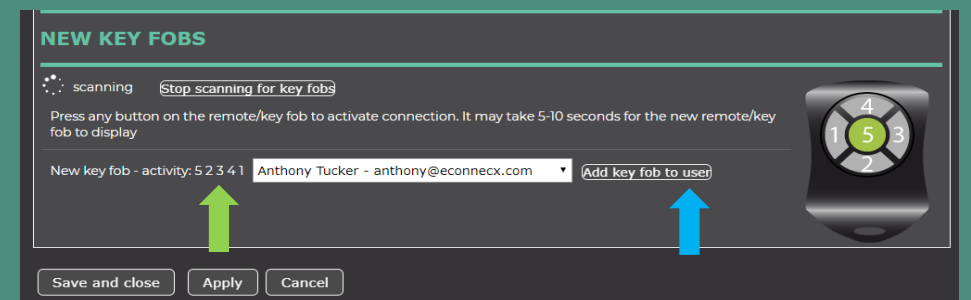 NEW KEY FOBS
scanning Stop scanning for key fobs
Press any button on the remote/key fob to activate connection. It may take 5-10 seconds for the new remote/key
fob to display
New key fob - activity: 5 2 3 4 1 Anthony Tucker - anthony@econnecx.com Add key fob to user
4
1 5 3
2
Save and close Apply Cancel